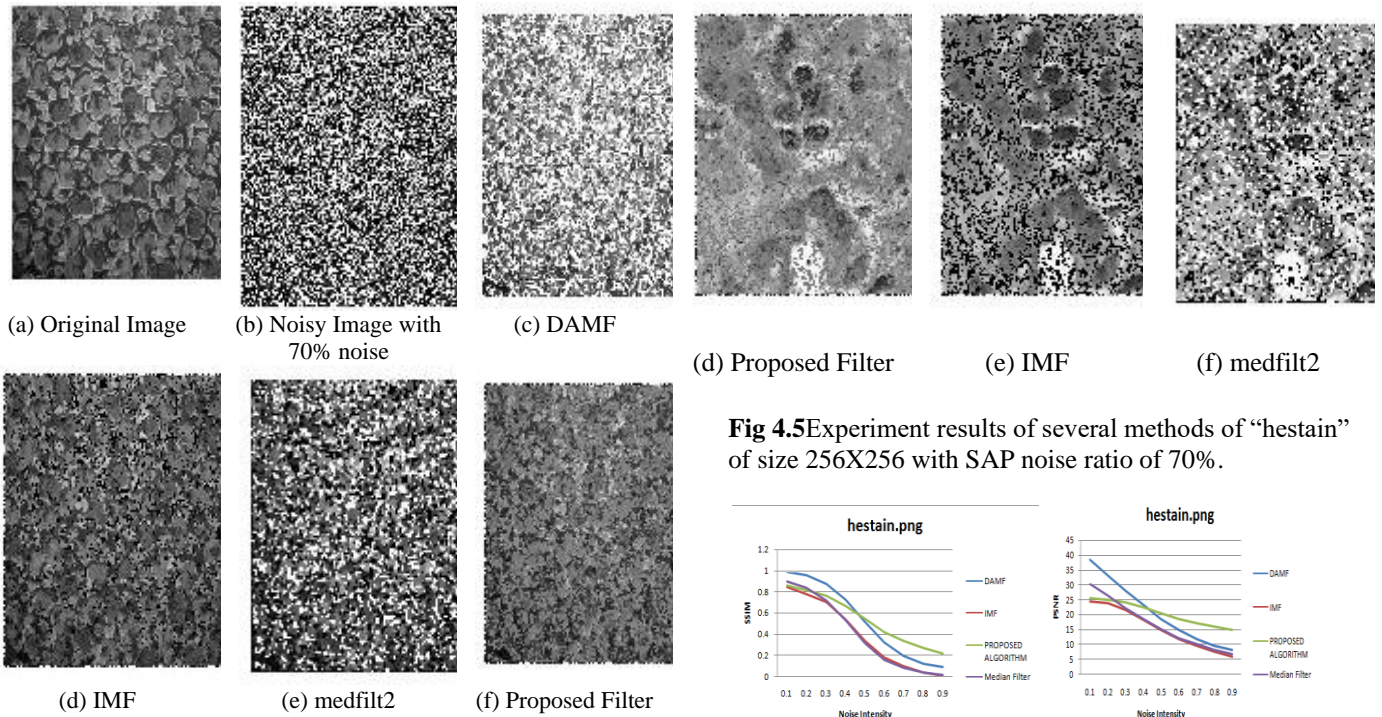 (a) Original Image
(b) Noisy Image with
70% noise
(c) DAMF
(d) IMF
(e) medfilt2
(f) Proposed Filter
(d) Proposed Filter
(e) IMF
(f) medfilt2
Fig 4.5Experiment results of several methods of “hestain”
of size 256X256 with SAP noise ratio of 70%.
hestain.png
1.2
1
0.8
0.6
0.4
0.2
0
SSIM
0.1 0.2 0.3 0.4 0.5 0.6 0.7 0.8 0.9
Noise Intensity
DAMF
IMF
PROPOSED
ALGORITHM
Median Filter
hestain.png
45
40
35
30
25
20
15
10
5
0
PSNR
0.1 0.2 0.3 0.4 0.5 0.6 0.7 0.8 0.9
Noise Intensity
DAMF
IMF
PROPOSED
ALGORITHM
Median Filter